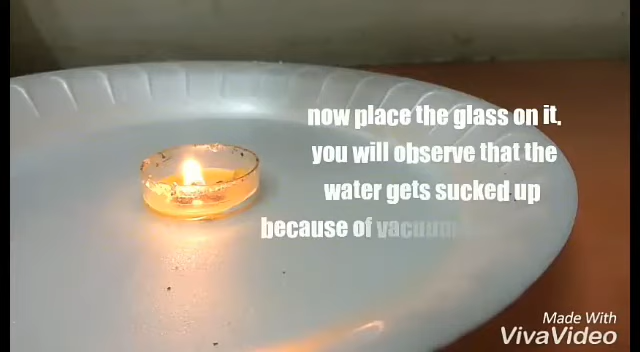 now place the glass on it.
you will observe that the
water gets sucked up
because of vacuum
Made With
VivaVideo